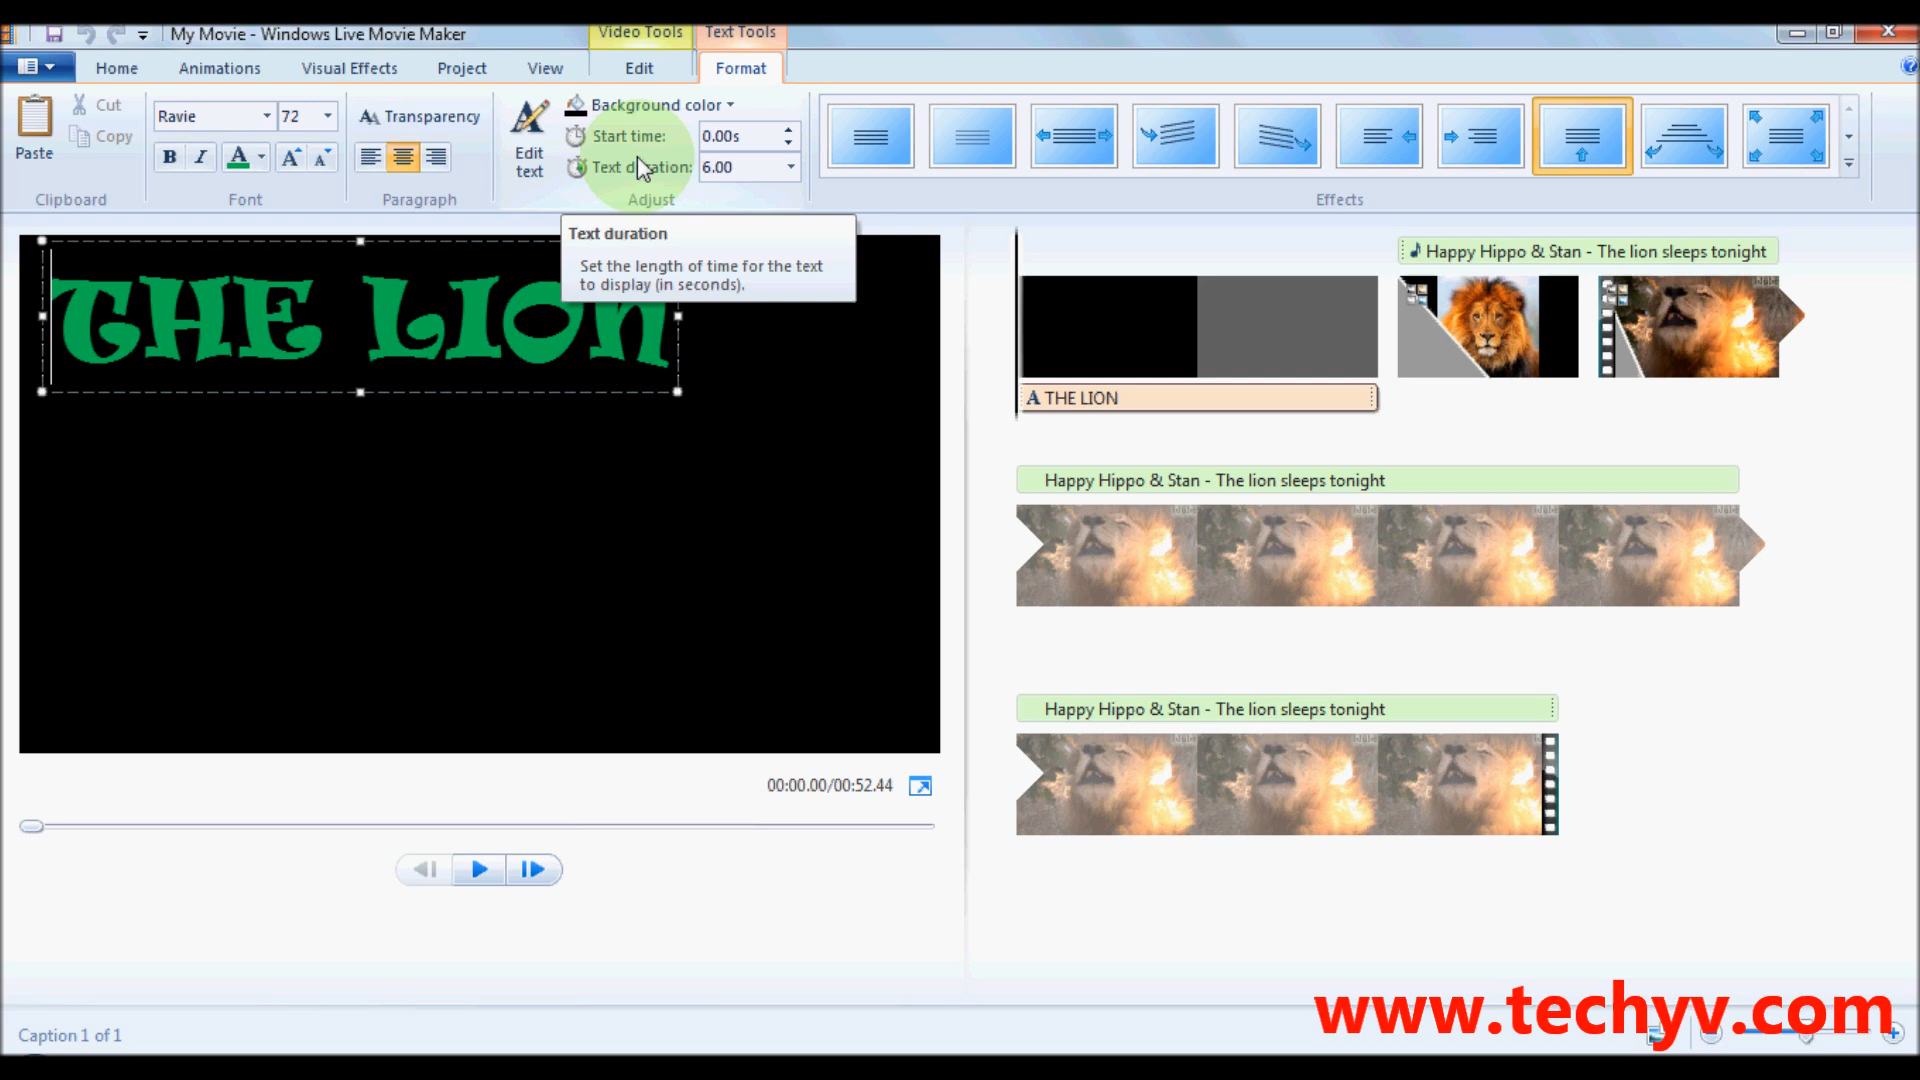 My Movie - Windows Live Movie Maker
Video Tools
Text Tools
Home
Animations
Visual Effects
Project
View
Edit
Format
Paste
Cut
Copy
Clipboard
Ravie
72
B I A A A
Font
Transparency
Paragraph
Edit text
Background color
Start time: 0.00s
Text duration: 6.00
Adjust
Effects
Text duration
Set the length of time for the text
to display (in seconds).
THE LION
00:00.00/00:52.44
Happy Hippo & Stan - The lion sleeps tonight
A THE LION
Happy Hippo & Stan - The lion sleeps tonight
Happy Hippo & Stan - The lion sleeps tonight
Caption 1 of 1
www.techyv.com